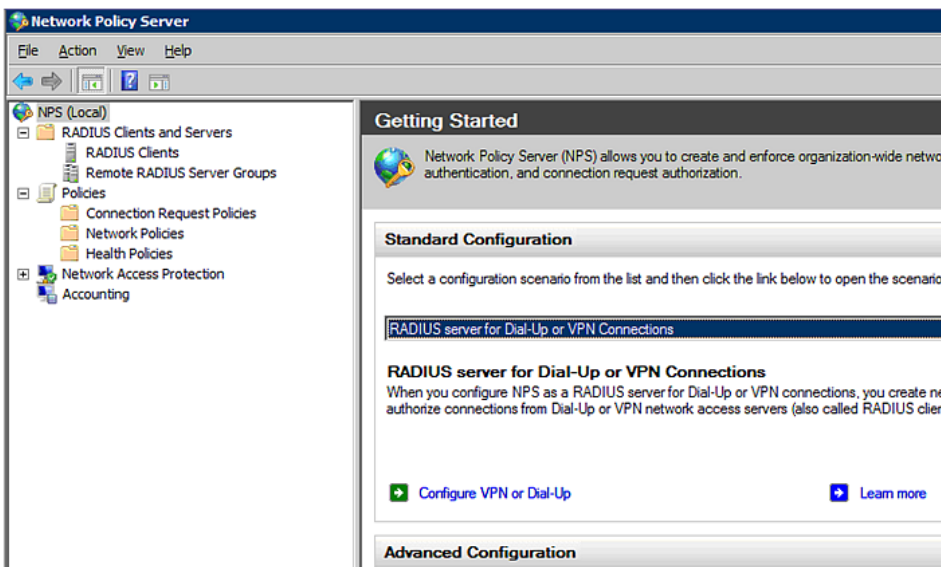 Network Policy Server
File Action View Help
NPS (Local)
RADIUS Clients and Servers
RADIUS Clients
Remote RADIUS Server Groups
Policies
Connection Request Policies
Network Policies
Health Policies
Network Access Protection
Accounting
Getting Started
Network Policy Server (NPS) allows you to create and enforce organization-wide
authentication, and connection request authorization.
Standard Configuration
Select a configuration scenario from the list and then click the link below to open the scenario
RADIUS server for Dial-Up or VPN Connections
RADIUS server for Dial-Up or VPN Connections
When you configure NPS as a RADIUS server for Dial-Up or VPN connections, you create
authorize connections from Dial-Up or VPN network access servers (also called RADIUS
Configure VPN or Dial-Up
Learn more
Advanced Configuration